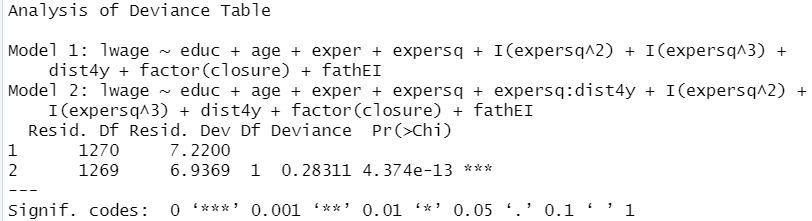 Analysis of Deviance Table

Model 1: lwage ~ educ + age + exper + expersq + I(expersq^2) + I(expersq^3) +
    dist4y + factor(closure) + fathEI
Model 2: lwage ~ educ + age + exper + expersq + expersq:dist4y + I(expersq^2) +
    I(expersq^3) + dist4y + factor(closure) + fathEI
  Resid. Df Resid. Dev Df Deviance  Pr(>Chi)
1      1270     7.2200
2      1269     6.9369  1  0.28311 4.374e-13 ***
---
Signif. codes:  0 ‘***’ 0.001 ‘**’ 0.01 ‘*’ 0.05 ‘.’ 0.1 ‘ ’ 1